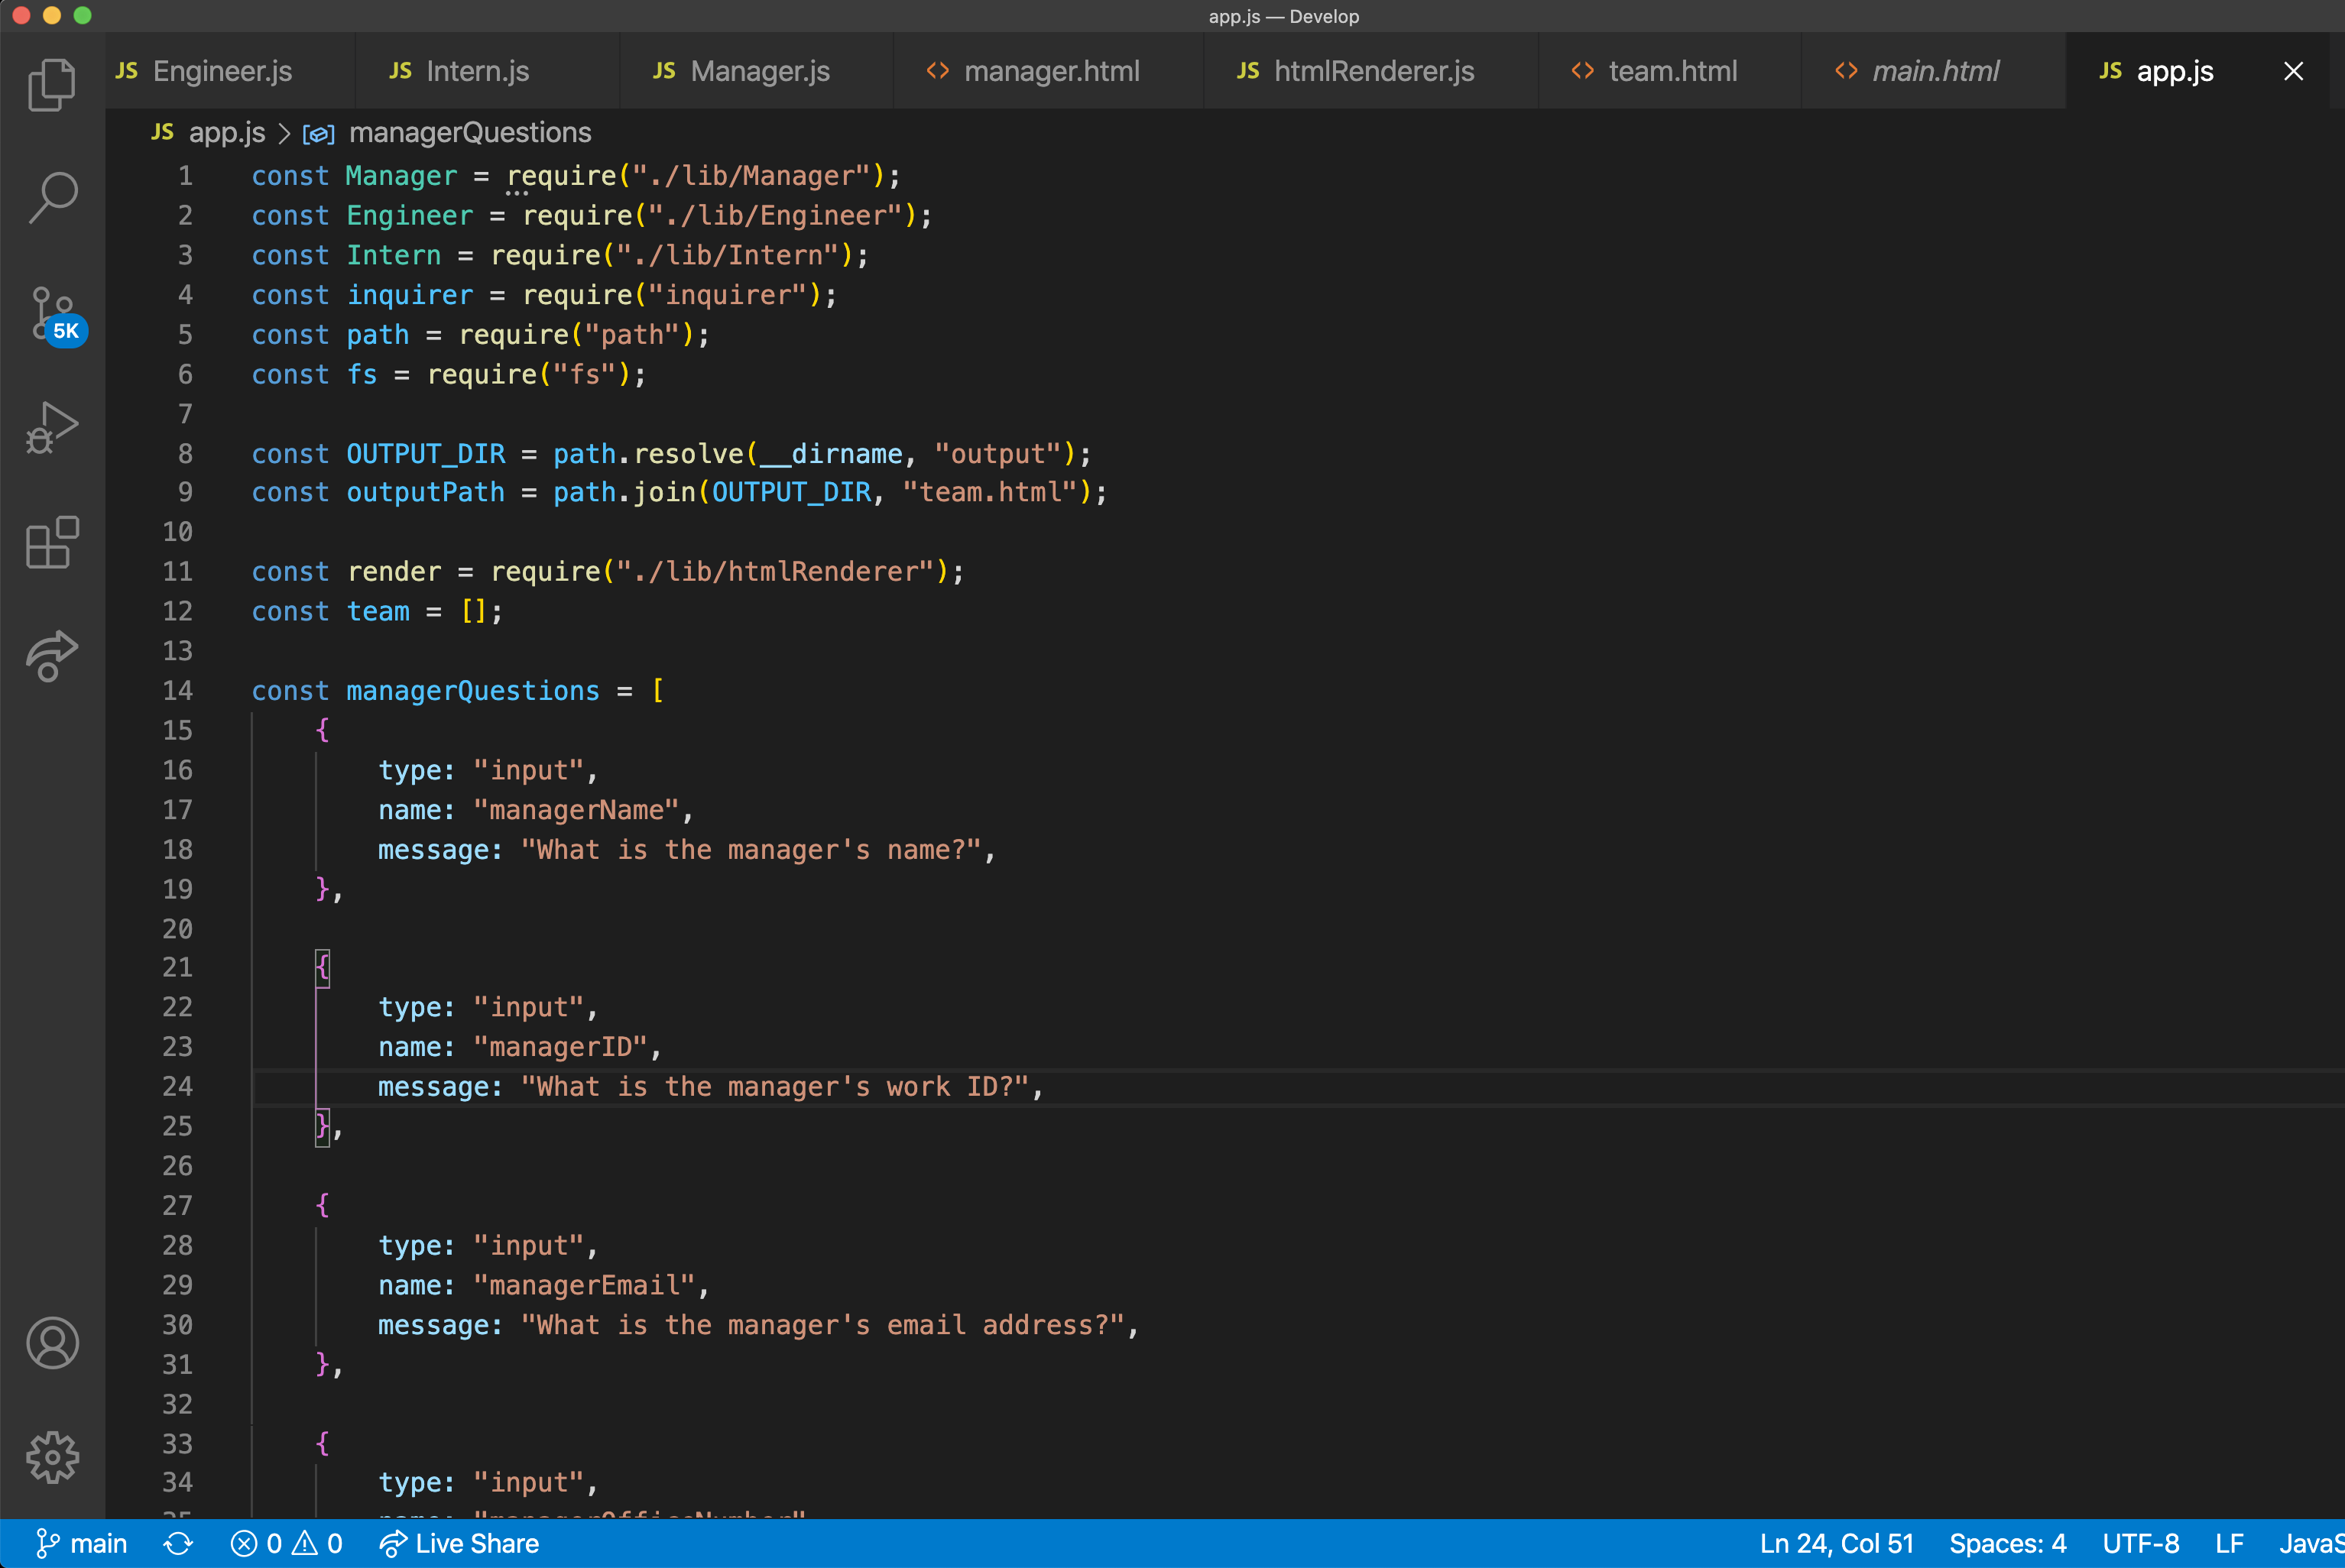 app.js — Develop
JS Engineer.js JS Intern.js JS Manager.js <> manager.html JS htmlRenderer.js <> team.html <> main.html JS app.js
JS app.js > managerQuestions
1 const Manager = require("./lib/Manager");
2 const Engineer = require("./lib/Engineer");
3 const Intern = require("./lib/Intern");
4 const inquirer = require("inquirer");
5K
5 const path = require("path");
6 const fs = require("fs");
7
8 const OUTPUT_DIR = path.resolve(__dirname, "output");
9 const outputPath = path.join(OUTPUT_DIR, "team.html");
10
11 const render = require("./lib/htmlRenderer");
12 const team = [];
13
14 const managerQuestions = [
15 {
16 type: "input",
17 name: "managerName",
18 message: "What is the manager's name?",
19 },
20
21 {
22 type: "input",
23 name: "managerID",
24 message: "What is the manager's work ID?",
25 },
26
27 {
28 type: "input",
29 name: "managerEmail",
30 message: "What is the manager's email address?",
31 },
32
33 {
34 type: "input",
main 0 0 Live Share Ln 24, Col 51 Spaces: 4 UTF-8 LF JavaS